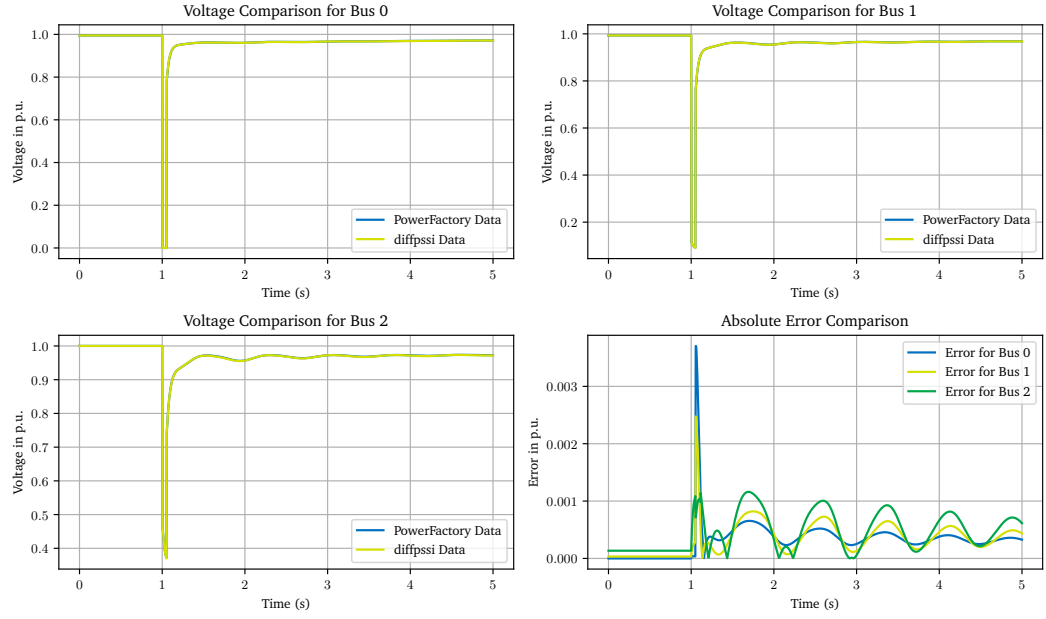 Voltage Comparison for Bus 0
1.0
0.8
0.6
0.4
0.2
0.0
Voltage in p.u.
PowerFactory Data
diffpssi Data
0 1 2 3 4 5
Time (s)
Voltage Comparison for Bus 1
1.0
0.8
0.6
0.4
0.2
Voltage in p.u.
PowerFactory Data
diffpssi Data
0 1 2 3 4 5
Time (s)
Voltage Comparison for Bus 2
1.0
0.9
0.8
0.7
0.6
0.5
0.4
Voltage in p.u.
PowerFactory Data
diffpssi Data
0 1 2 3 4 5
Time (s)
Absolute Error Comparison
0.003
0.002
0.001
0.000
Error in p.u.
Error for Bus 0
Error for Bus 1
Error for Bus 2
0 1 2 3 4 5
Time (s)